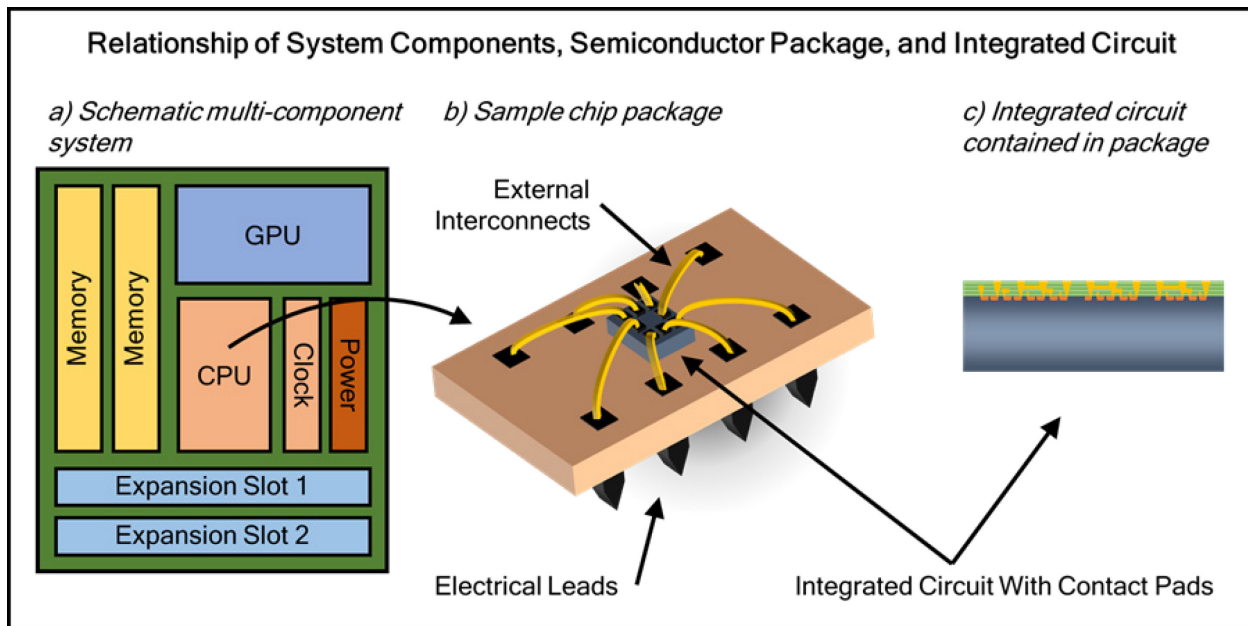 Relationship of System Components, Semiconductor Package, and Integrated Circuit
a) Schematic multi-component
system
b) Sample chip package
c) Integrated circuit
contained in package
Memory
Memory
GPU
CPU
Clock
Power
Expansion Slot 1
Expansion Slot 2
External
Interconnects
Electrical Leads
Integrated Circuit With Contact Pads